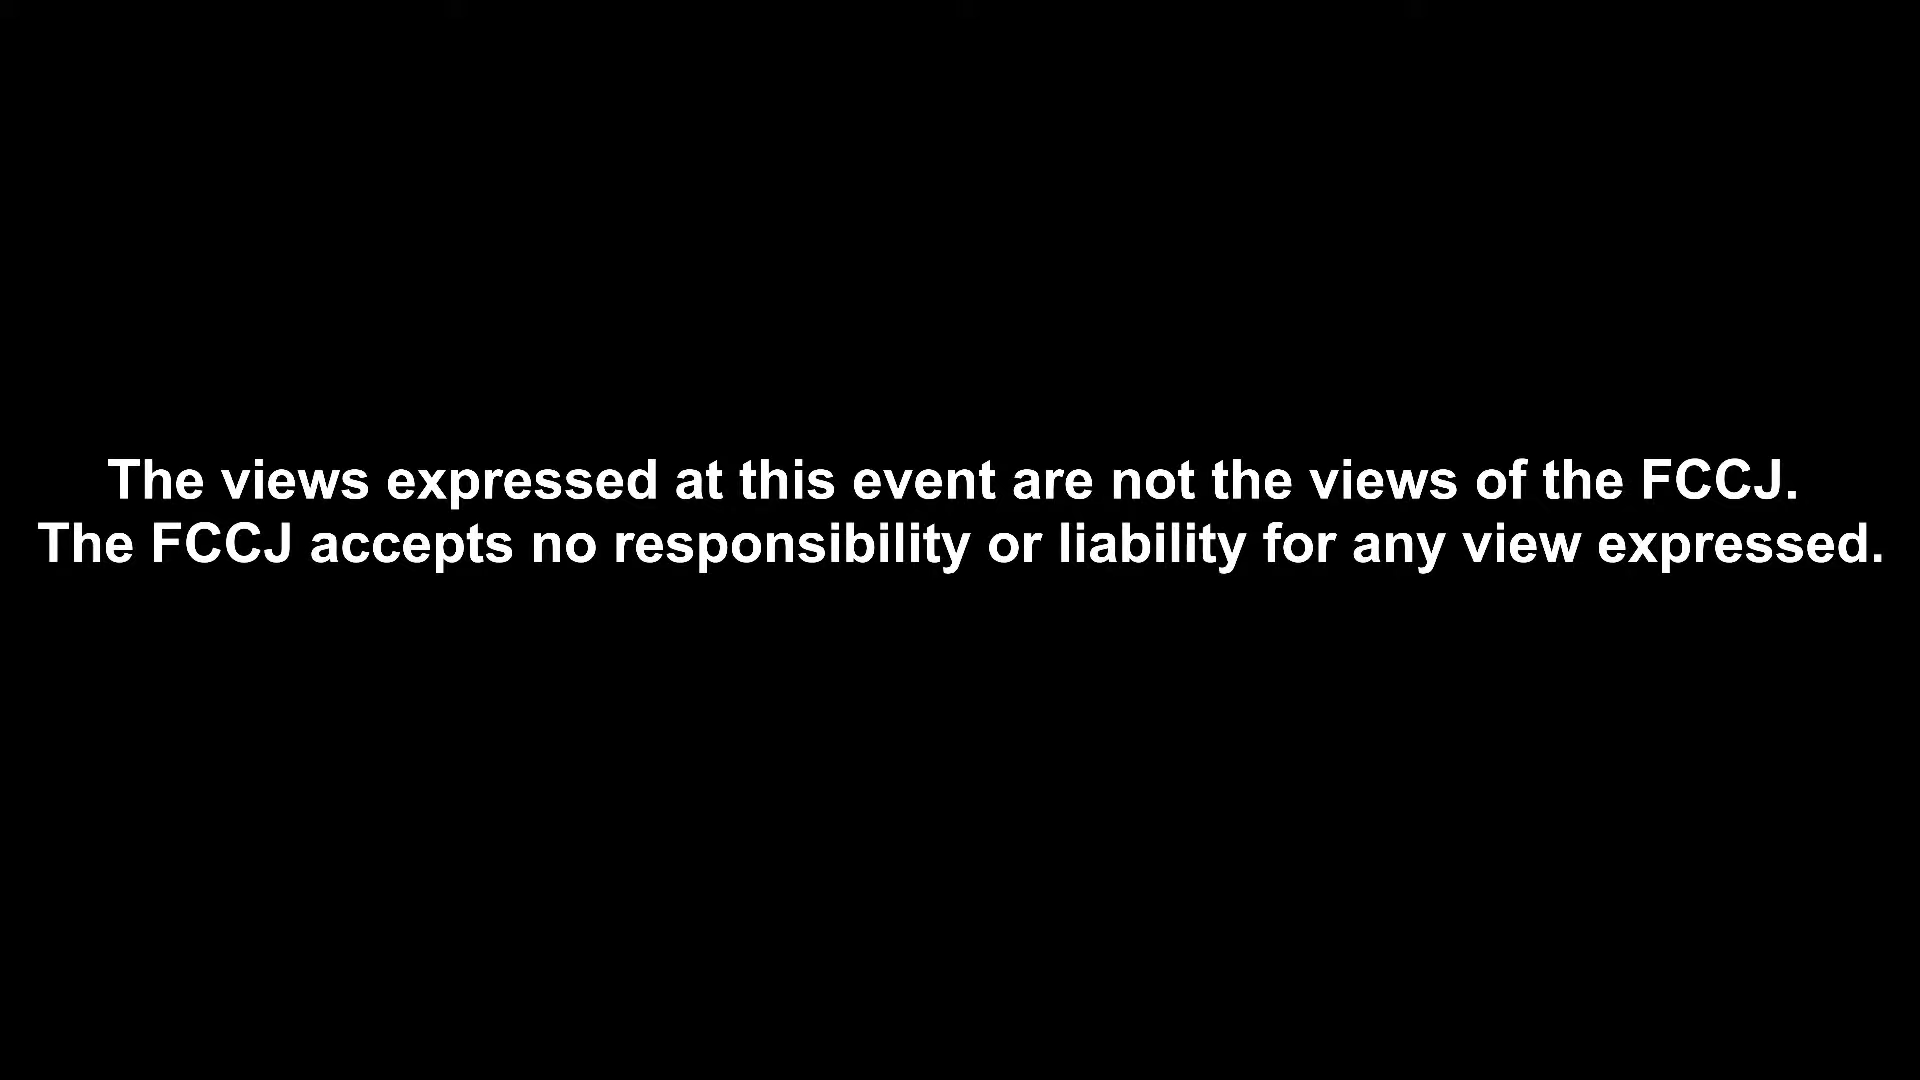 The views expressed at this event are not the views of the FCCJ.
The FCCJ accepts no responsibility or liability for any view expressed.